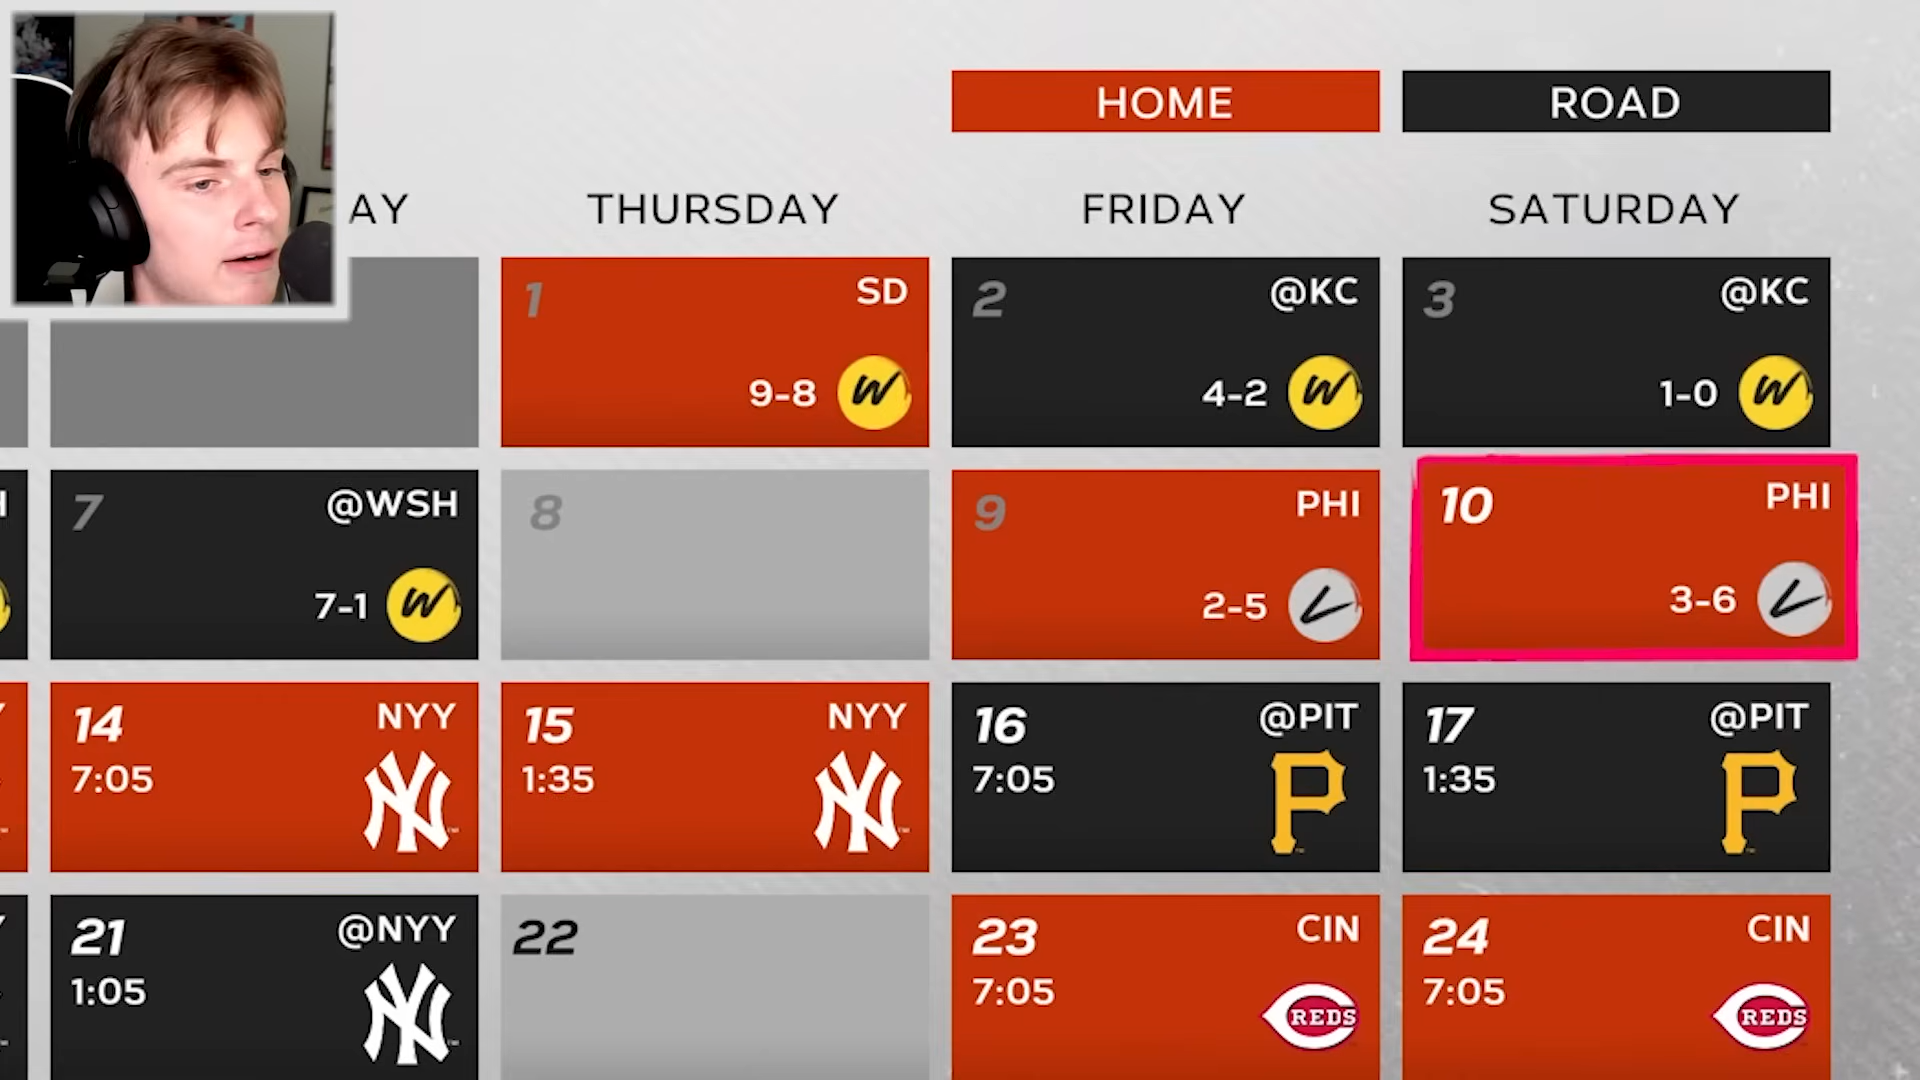 HOME ROAD
AY THURSDAY FRIDAY SATURDAY
1 SD 2 @KC 3 @KC
9-8 W 4-2 W 1-0 W
7 @WSH 8 9 PHI 10 PHI
7-1 W 2-5 L 3-6 L
14 NYY 15 NYY 16 @PIT 17 @PIT
7:05 NY 1:35 NY 7:05 P 1:35 P
21 @NYY 22 23 CIN 24 CIN
1:05 NY 7:05 REDS 7:05 REDS